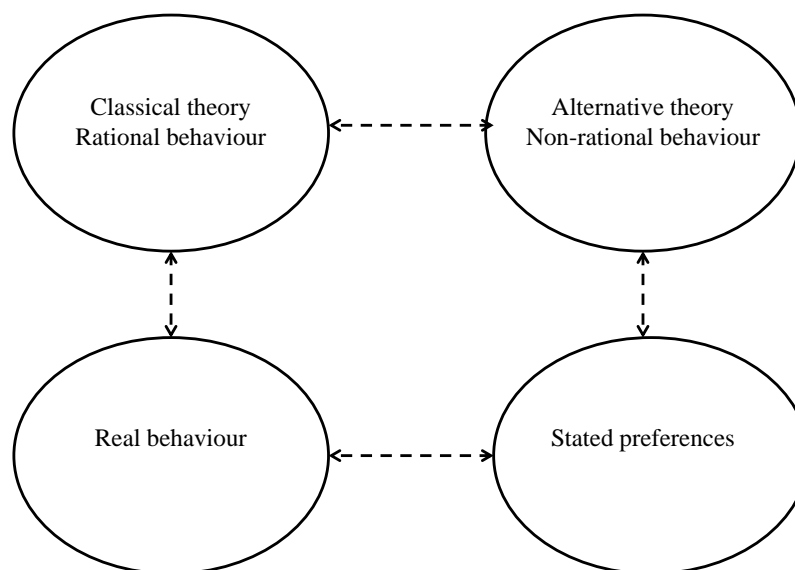 Classical theory
Rational behaviour
Alternative theory
Non-rational behaviour
Real behaviour
Stated preferences